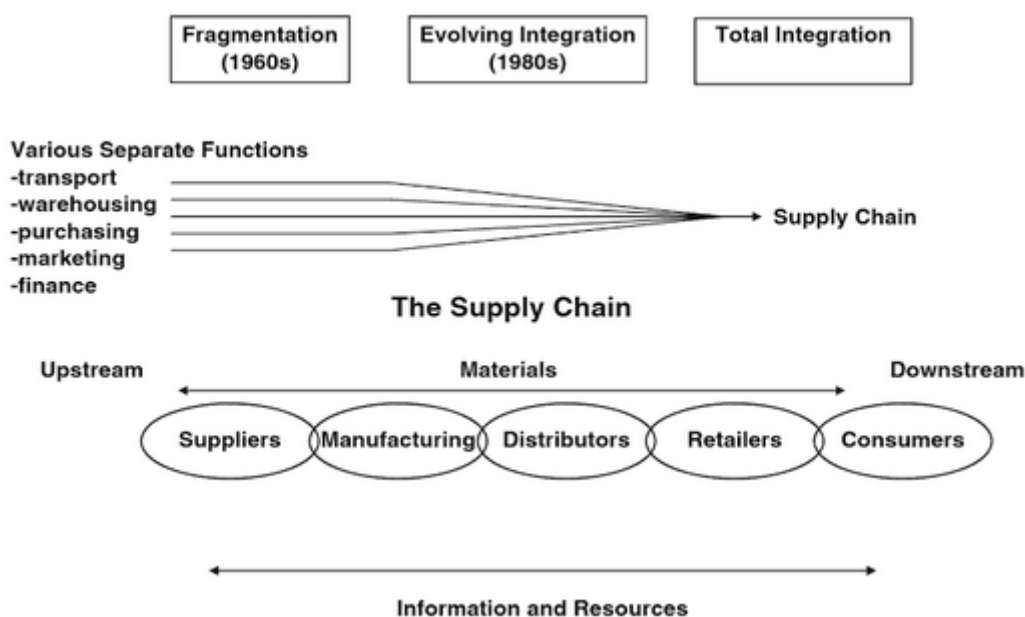 Fragmentation
(1960s)
Evolving Integration
(1980s)
Total Integration
Various Separate Functions
-transport
-warehousing
-purchasing
-marketing
-finance
Supply Chain
The Supply Chain
Upstream
Materials
Downstream
Suppliers
Manufacturing
Distributors
Retailers
Consumers
Information and Resources